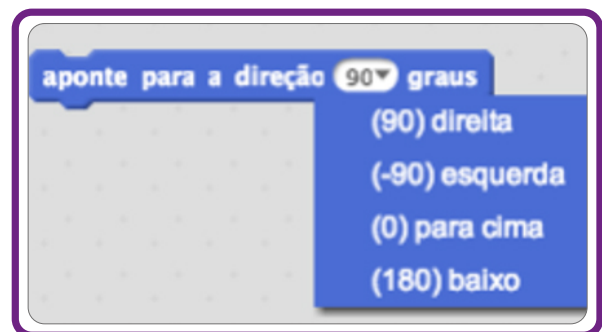 aponte para a direção 90 graus
(90) direita
(-90) esquerda
(0) para cima
(180) baixo